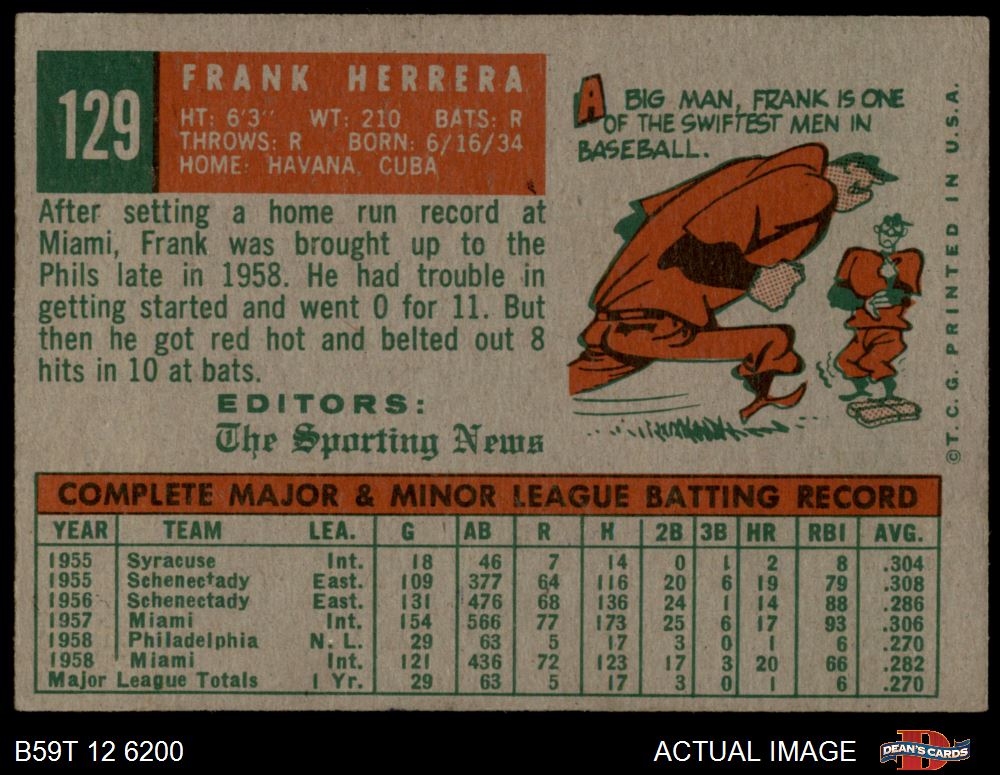 129
FRANK HERRERA
HT: 6'3" WT: 210 BATS: R
THROWS: R BORN: 6/16/34
HOME: HAVANA, CUBA
After setting a home run record at
Miami, Frank was brought up to the
Phils late in 1958. He had trouble in
getting started and went 0 for 11. But
then he got red hot and belted out 8
hits in 10 at bats.
EDITORS:
The Sporting News
A BIG MAN, FRANK IS ONE
OF THE SWIFTEST MEN IN
BASEBALL.
©T.C.G. PRINTED IN U.S.A.
COMPLETE MAJOR & MINOR LEAGUE BATTING RECORD
YEAR TEAM LEA. G AB R H 2B 3B HR RBI AVG.
1955 Syracuse Int. 18 46 7 14 0 1 2 8 .304
1955 Schenectady East. 109 377 64 116 20 6 19 79 .308
1956 Schenectady East. 131 476 68 136 24 1 14 88 .286
1957 Miami Int. 154 566 77 173 25 6 17 93 .306
1958 Philadelphia N. L. 29 63 5 17 3 0 1 6 .270
1958 Miami Int. 121 436 72 123 17 3 20 66 .282
Major League Totals 1 Yr. 29 63 5 17 3 0 1 6 .270
B59T 12 6200
ACTUAL IMAGE
D
DEAN'S CARDS